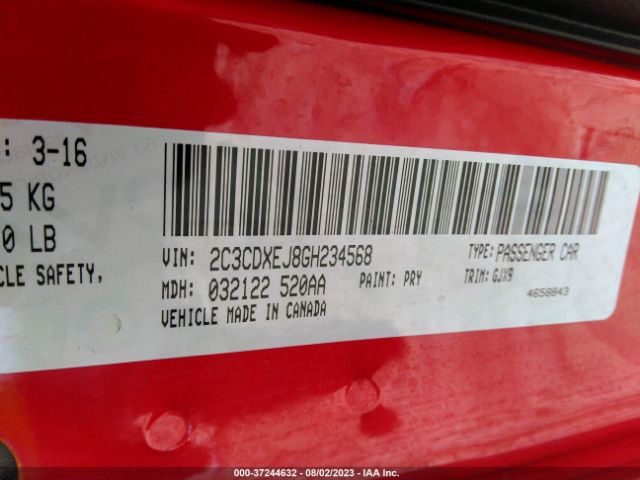 : 3-16
5 KG
0 LB
CLE SAFETY,
VIN: 2C3CDXEJ8GH234568 TYPE: PASSENGER CAR
MDH: 032122 520AA PAINT: PRY TRIM: GJX9
VEHICLE MADE IN CANADA 4658843
000-37244632 - 08/02/2023 - IAA Inc.